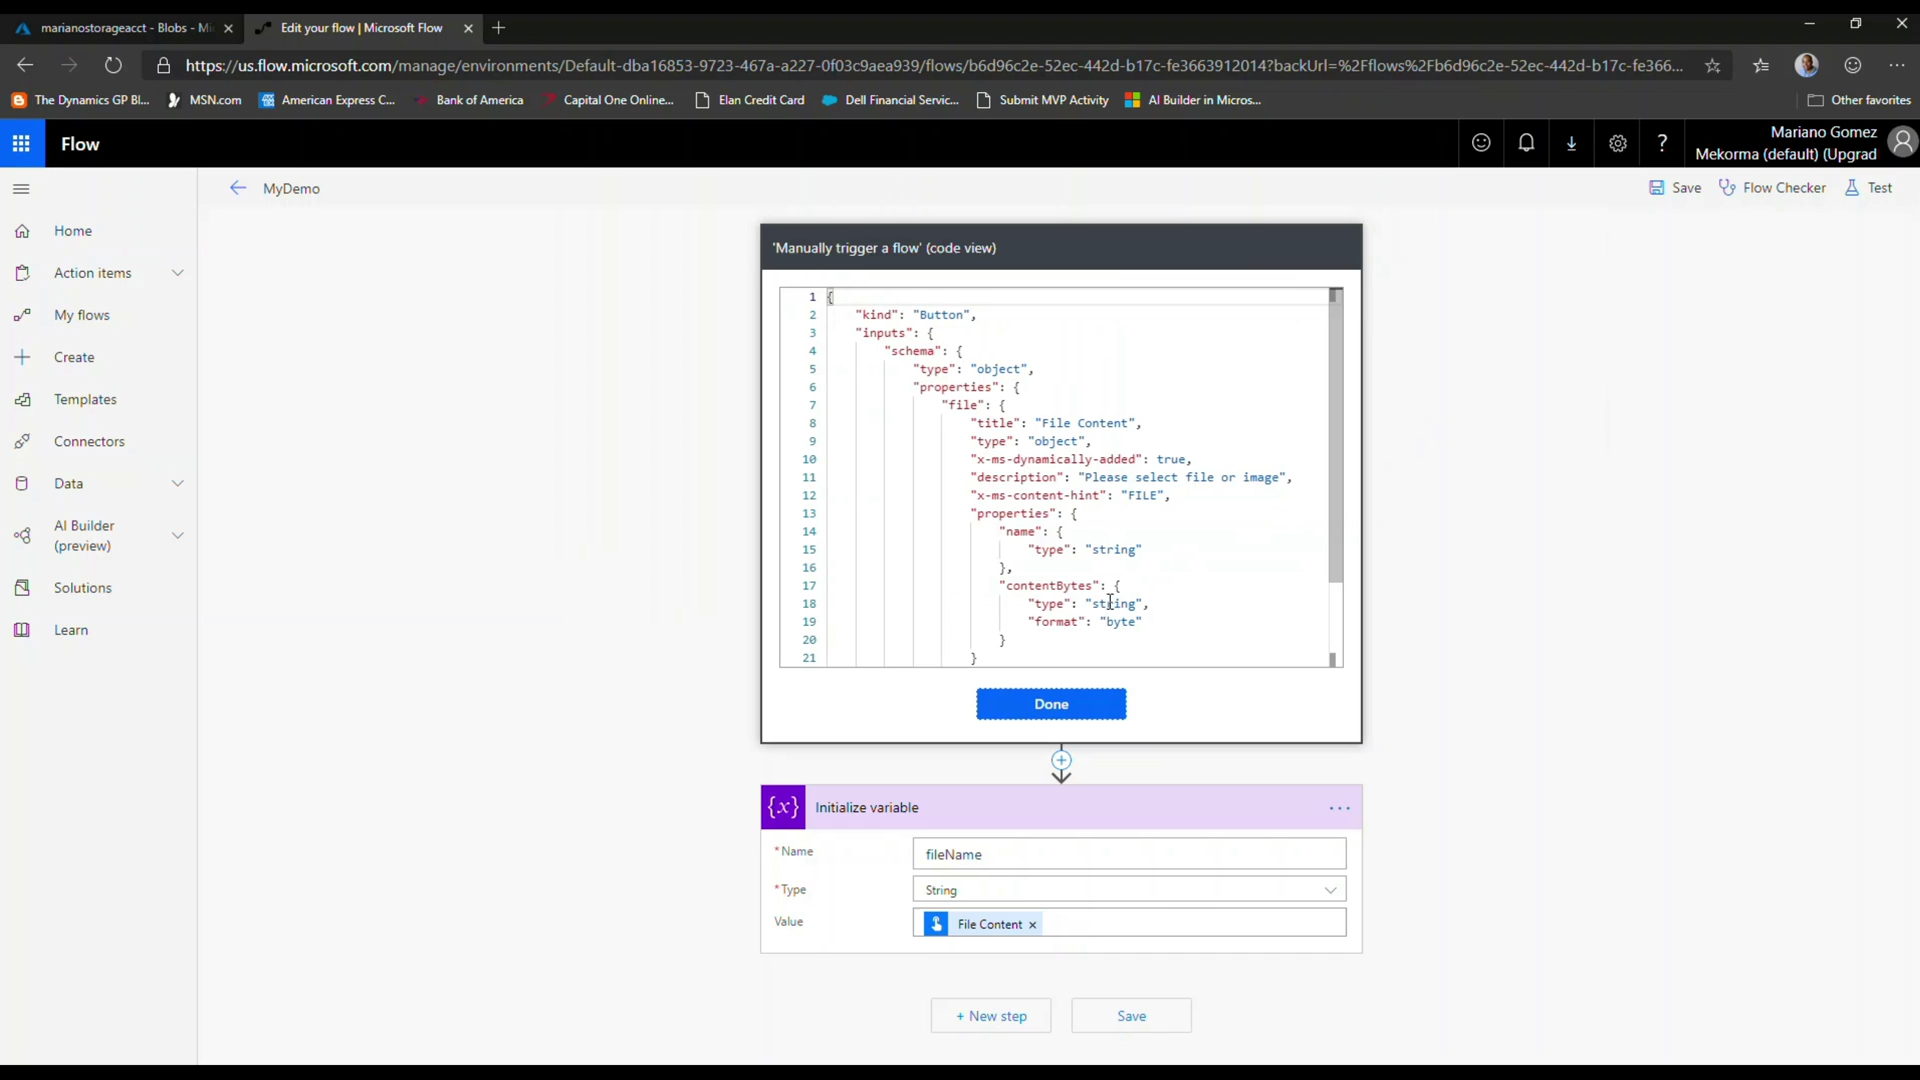 marianostorageacct - Blobs - Mi
Edit your flow | Microsoft Flow
https://us.flow.microsoft.com/manage/environments/Default-dba16853-9723-467a-a227-0f03c9aea939/flows/b6d96c2e-52ec-442d-b17c-fe3663912014?backUrl=%2Fflows%2Fb6d96c2e-52ec-442d-b17c-fe366...
The Dynamics GP Bl...
MSN.com
American Express C...
Bank of America
Capital One Online...
Elan Credit Card
Dell Financial Servic...
Submit MVP Activity
AI Builder in Micros...
Other favorites
Flow
Mariano Gomez
Mekorma (default) (Upgrad
MyDemo
Save
Flow Checker
Test
Home
Action items
My flows
Create
Templates
Connectors
Data
AI Builder
(preview)
Solutions
Learn
'Manually trigger a flow' (code view)
1 {
2 "kind": "Button",
3 "inputs": {
4 "schema": {
5 "type": "object",
6 "properties": {
7 "file": {
8 "title": "File Content",
9 "type": "object",
10 "x-ms-dynamically-added": true,
11 "description": "Please select file or image",
12 "x-ms-content-hint": "FILE",
13 "properties": {
14 "name": {
15 "type": "string"
16 },
17 "contentBytes": {
18 "type": "string",
19 "format": "byte"
20 }
21 }
Done
{x} Initialize variable ...
* Name
fileName
* Type
String
Value
File Content ×
+ New step
Save